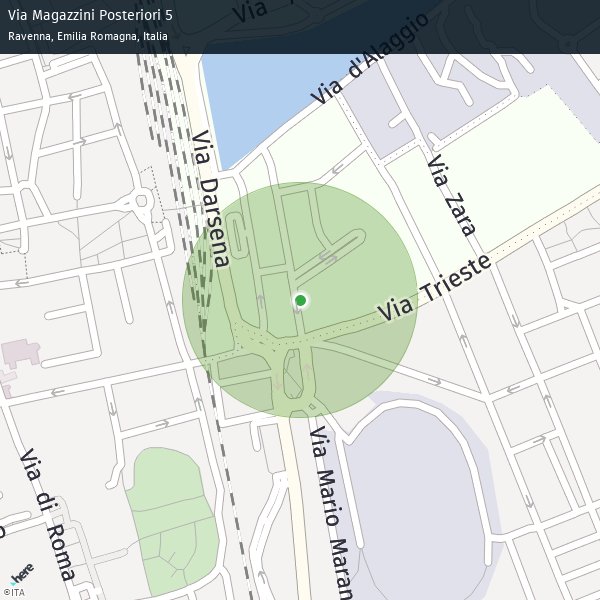 Via Magazzini Posteriori 5
Ravenna, Emilia Romagna, Italia
Via
Via d'Alaggio
Via Darsena
Via Zara
Via Trieste
Via Mario Maran
Via di Roma
here
©ITA